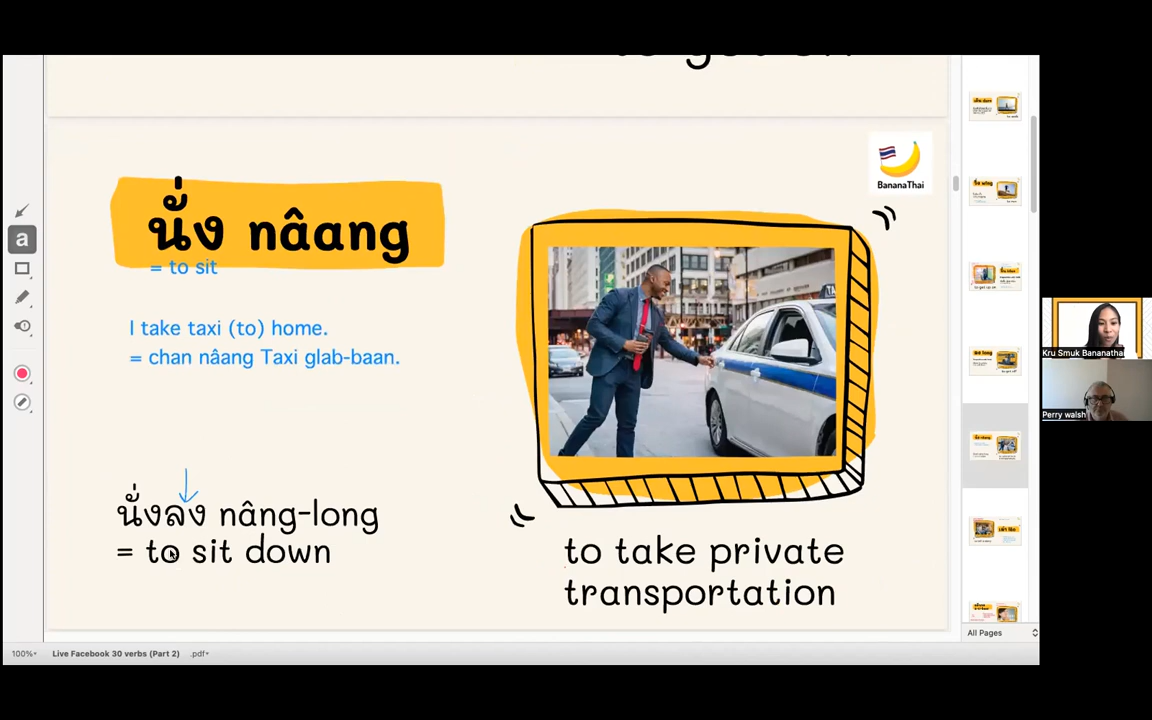 BananaThai
นั่ง nâang
= to sit
I take taxi (to) home.
= chan nâang Taxi glab-baan.
นั่งลง nâng-long
= to sit down
to take private
transportation
a
Kru Smuk Bananathai
Perry walsh
All Pages
100%
Live Facebook 30 verbs (Part 2)
.pdf